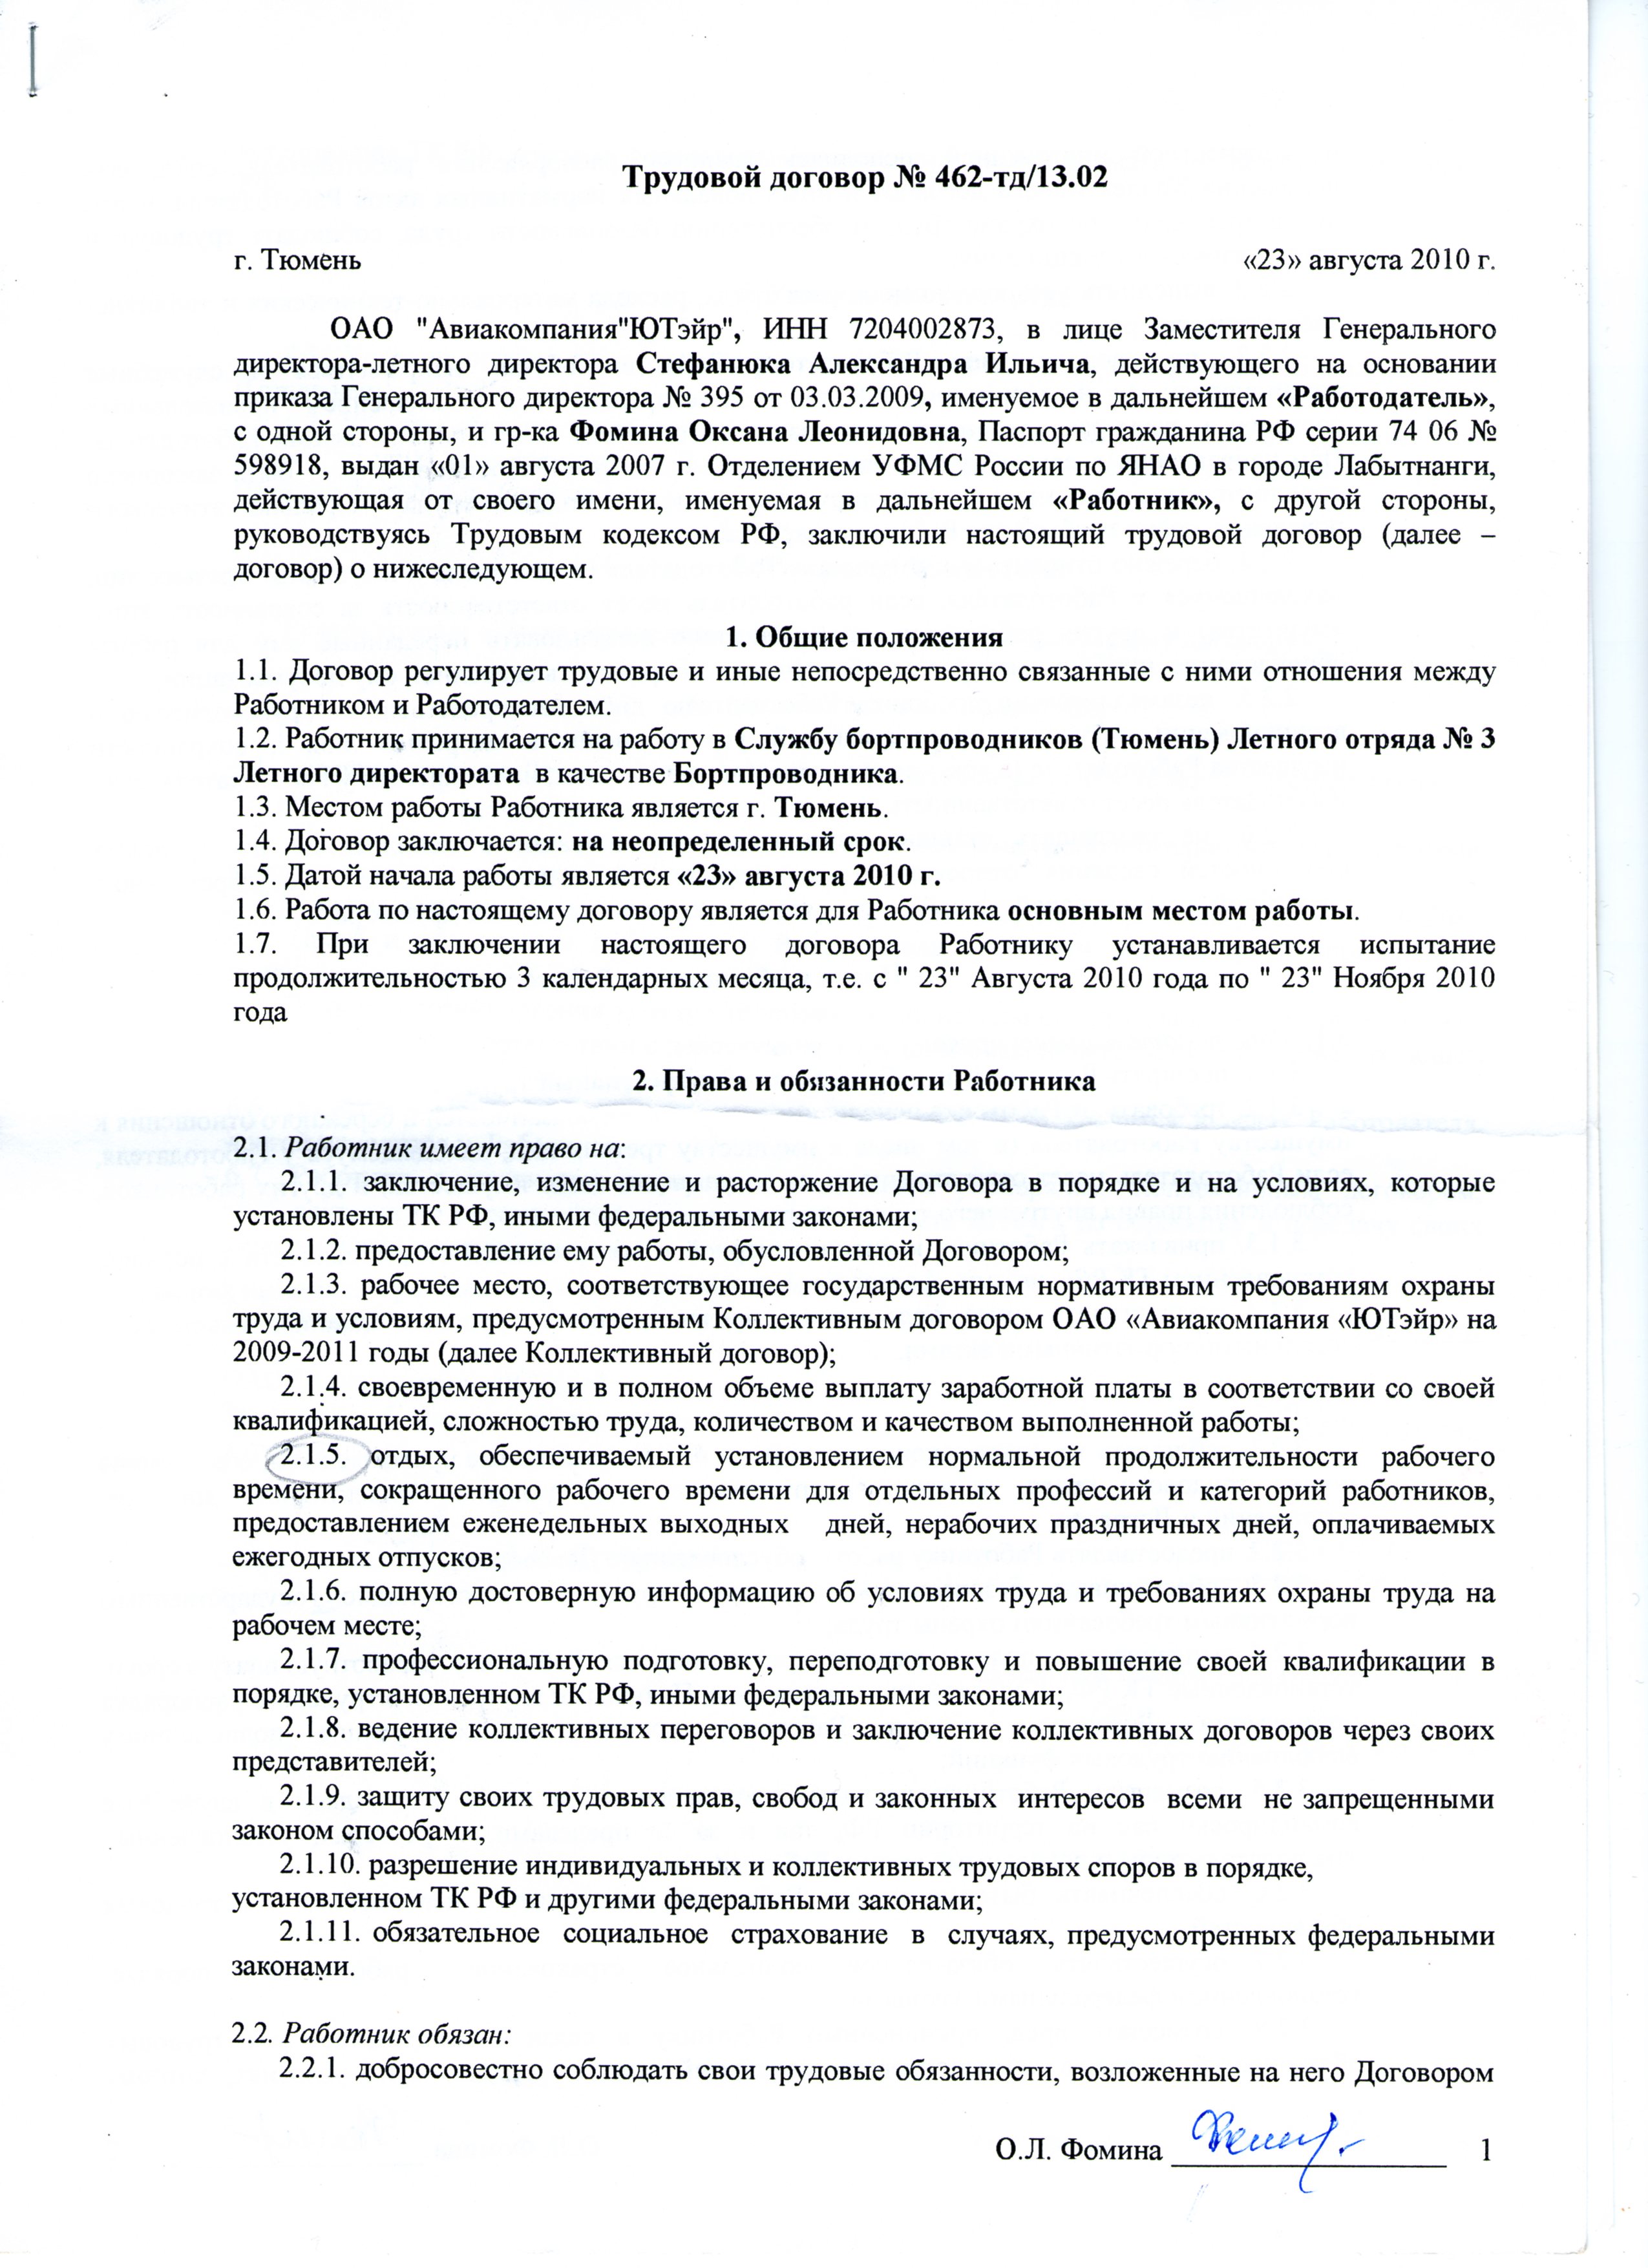 Трудовой договор № 462-тд/13.02
г. Тюмень «23» августа 2010 г.
ОАО "Авиакомпания"ЮТэйр", ИНН 7204002873, в лице Заместителя Генерального
директора-летного директора Стефанюка Александра Ильича, действующего на основании
приказа Генерального директора № 395 от 03.03.2009, именуемое в дальнейшем «Работодатель»,
с одной стороны, и гр-ка Фомина Оксана Леонидовна, Паспорт гражданина РФ серии 74 06 №
598918, выдан «01» августа 2007 г. Отделением УФМС России по ЯНАО в городе Лабытнанги,
действующая от своего имени, именуемая в дальнейшем «Работник», с другой стороны,
руководствуясь Трудовым кодексом РФ, заключили настоящий трудовой договор (далее –
договор) о нижеследующем.
1. Общие положения
1.1. Договор регулирует трудовые и иные непосредственно связанные с ними отношения между
Работником и Работодателем.
1.2. Работник принимается на работу в Службу бортпроводников (Тюмень) Летного отряда № 3
Летного директората в качестве Бортпроводника.
1.3. Местом работы Работника является г. Тюмень.
1.4. Договор заключается: на неопределенный срок.
1.5. Датой начала работы является «23» августа 2010 г.
1.6. Работа по настоящему договору является для Работника основным местом работы.
1.7. При заключении настоящего договора Работнику устанавливается испытание
продолжительностью 3 календарных месяца, т.е. с " 23" Августа 2010 года по " 23" Ноября 2010
года
2. Права и обязанности Работника
2.1. Работник имеет право на:
2.1.1. заключение, изменение и расторжение Договора в порядке и на условиях, которые
установлены ТК РФ, иными федеральными законами;
2.1.2. предоставление ему работы, обусловленной Договором;
2.1.3. рабочее место, соответствующее государственным нормативным требованиям охраны
труда и условиям, предусмотренным Коллективным договором ОАО «Авиакомпания «ЮТэйр» на
2009-2011 годы (далее Коллективный договор);
2.1.4. своевременную и в полном объеме выплату заработной платы в соответствии со своей
квалификацией, сложностью труда, количеством и качеством выполненной работы;
2.1.5. отдых, обеспечиваемый установлением нормальной продолжительности рабочего
времени, сокращенного рабочего времени для отдельных профессий и категорий работников,
предоставлением еженедельных выходных дней, нерабочих праздничных дней, оплачиваемых
ежегодных отпусков;
2.1.6. полную достоверную информацию об условиях труда и требованиях охраны труда на
рабочем месте;
2.1.7. профессиональную подготовку, переподготовку и повышение своей квалификации в
порядке, установленном ТК РФ, иными федеральными законами;
2.1.8. ведение коллективных переговоров и заключение коллективных договоров через своих
представителей;
2.1.9. защиту своих трудовых прав, свобод и законных интересов всеми не запрещенными
законом способами;
2.1.10. разрешение индивидуальных и коллективных трудовых споров в порядке,
установленном ТК РФ и другими федеральными законами;
2.1.11. обязательное социальное страхование в случаях, предусмотренных федеральными
законами.
2.2. Работник обязан:
2.2.1. добросовестно соблюдать свои трудовые обязанности, возложенные на него Договором
О.Л. Фомина 1